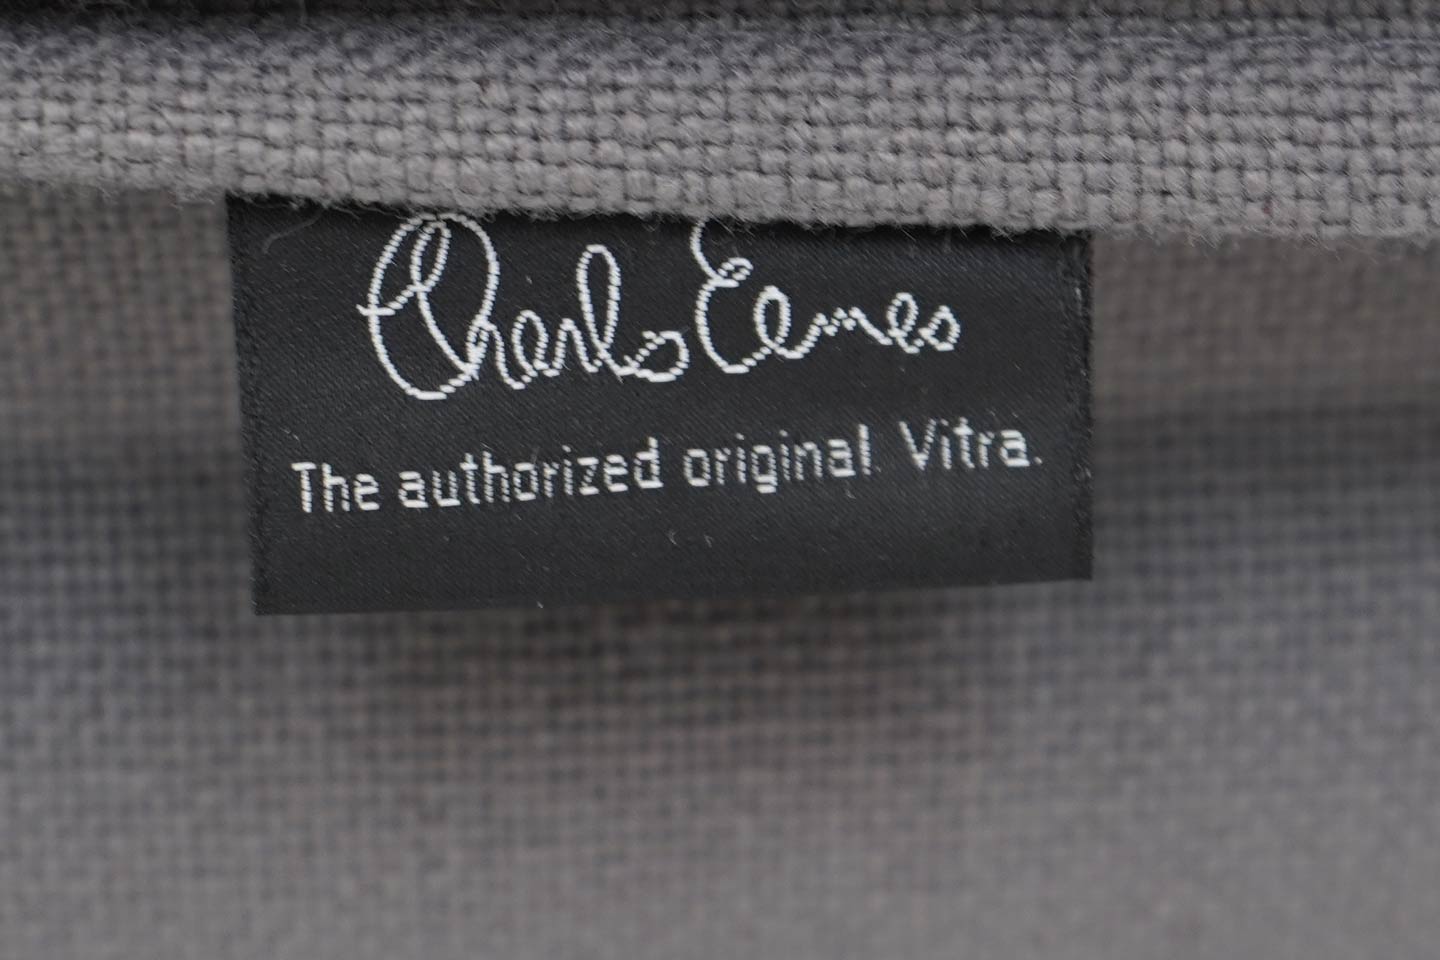 Charles Eames
The authorized original. Vitra.